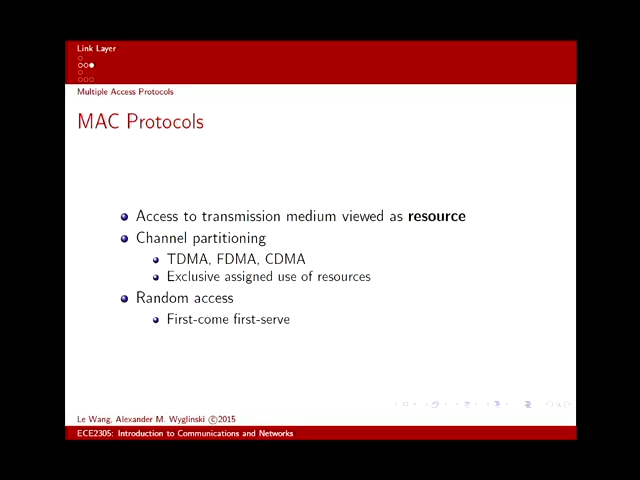 Link Layer
Multiple Access Protocols
MAC Protocols
Access to transmission medium viewed as resource
Channel partitioning
TDMA, FDMA, CDMA
Exclusive assigned use of resources
Random access
First-come first-serve
Le Wang, Alexander M. Wyglinski ©2015
ECE2305: Introduction to Communications and Networks